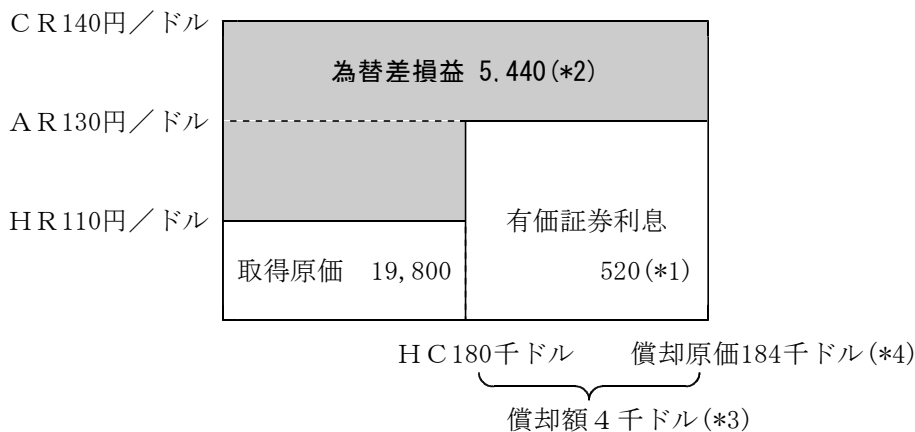 ＣＲ140円／ドル
為替差損益 5,440(*2)
ＡＲ130円／ドル
ＨＲ110円／ドル
有価証券利息
取得原価 19,800
520(*1)
ＨＣ180千ドル 償却原価184千ドル(*4)
償却額４千ドル(*3)